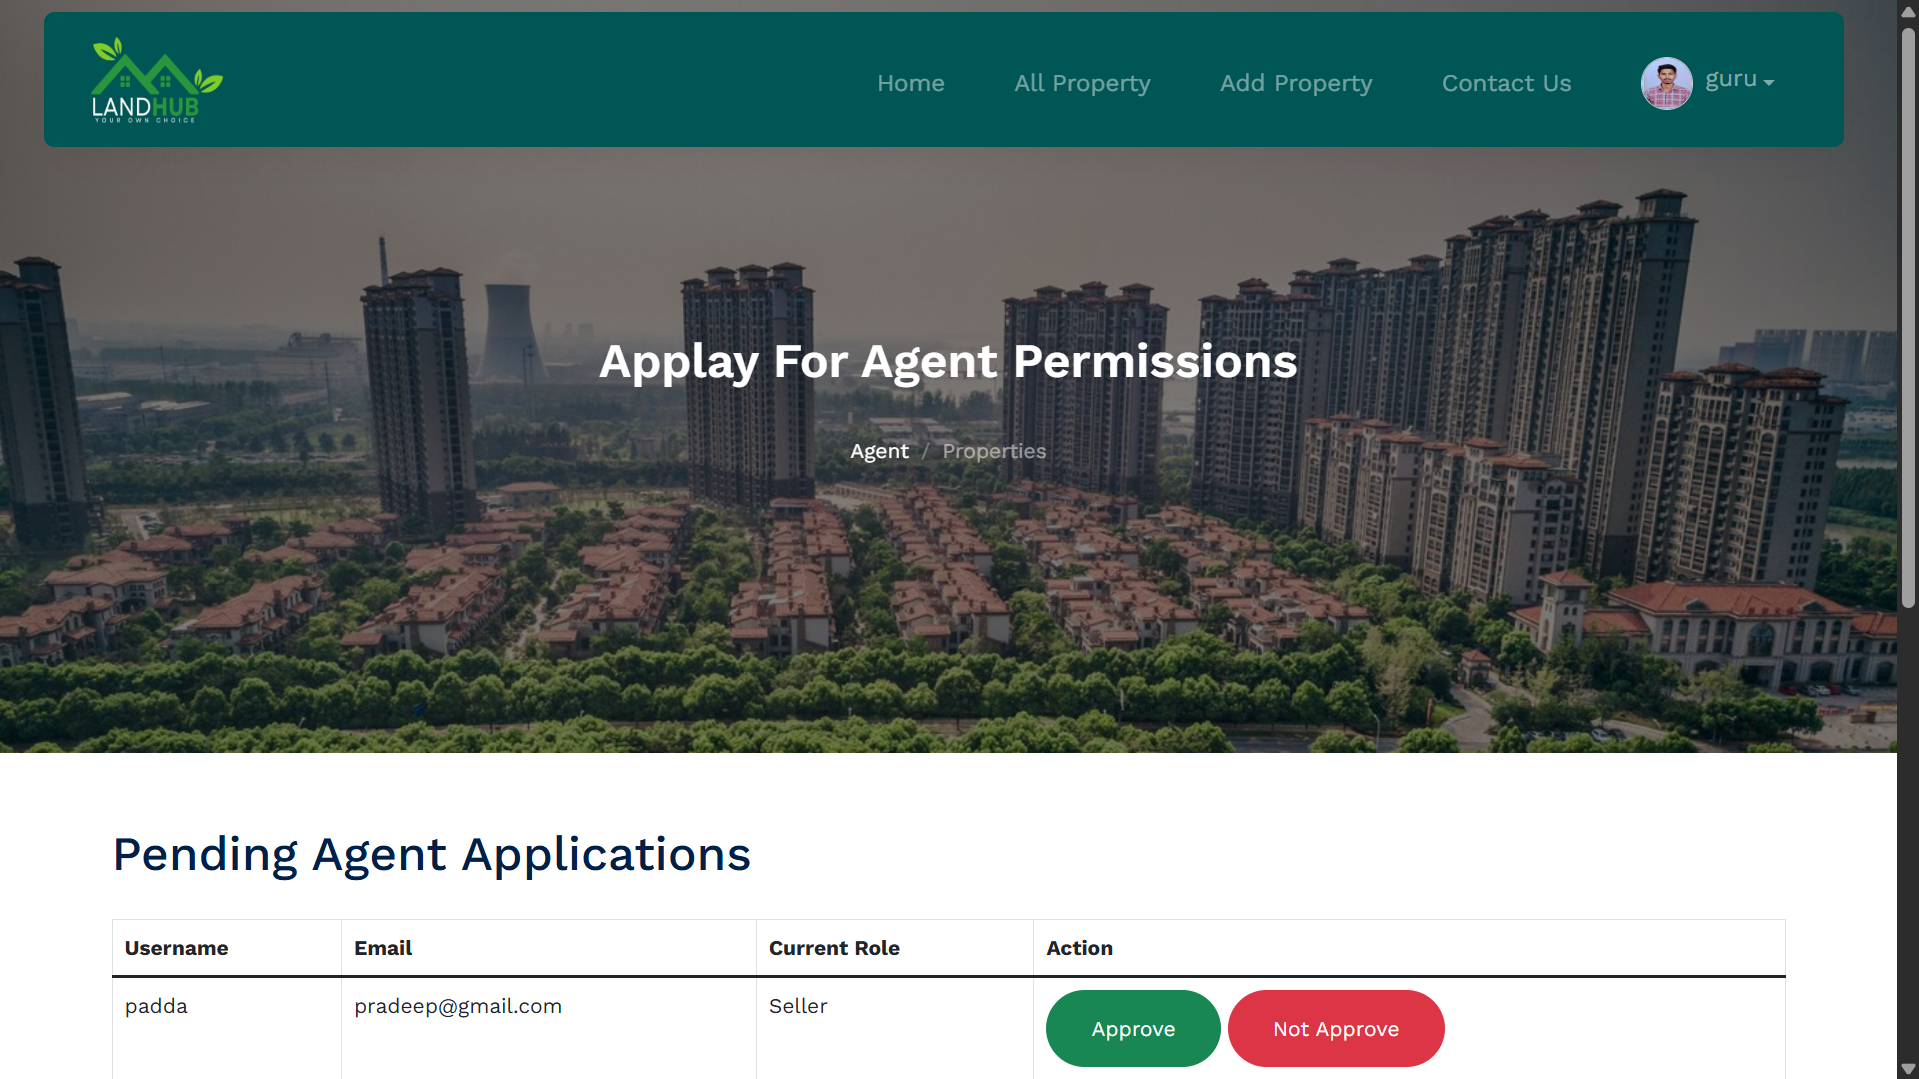 LANDHUB
YOUR OWN CHOICE
Home
All Property
Add Property
Contact Us
guru
Applay For Agent Permissions
Agent / Properties
Pending Agent Applications
Username Email Current Role Action
padda pradeep@gmail.com Seller Approve Not Approve